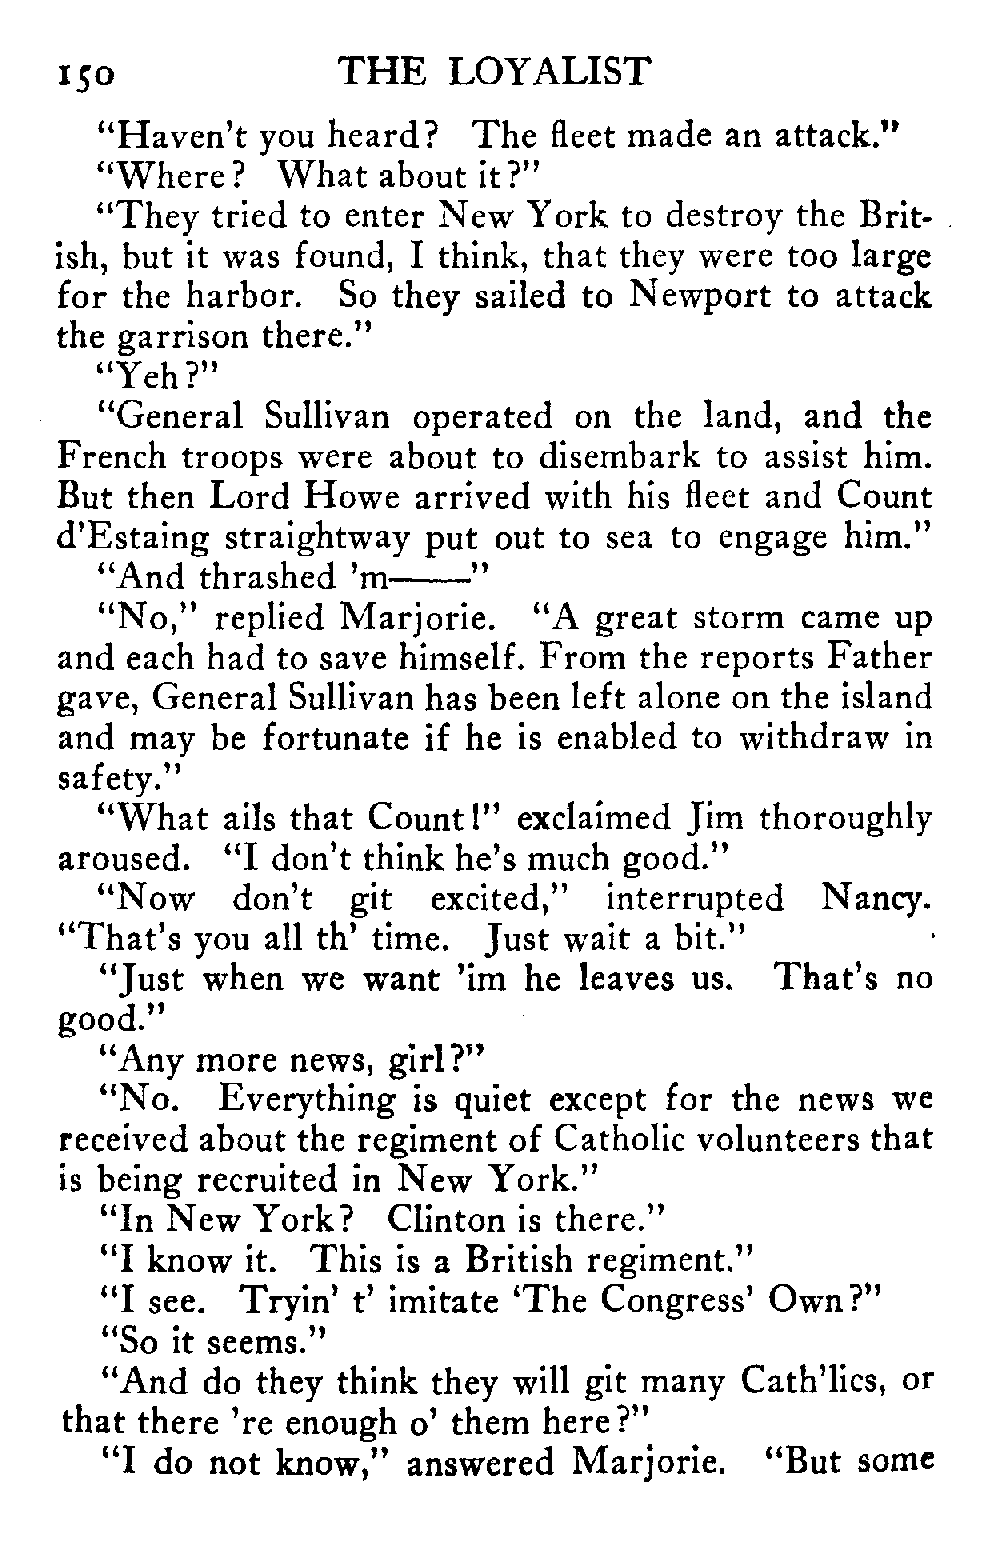 150 THE LOYALIST
"Haven't you heard? The fleet made an attack."
"Where? What about it?"
"They tried to enter New York to destroy the Brit-
ish, but it was found, I think, that they were too large
for the harbor. So they sailed to Newport to attack
the garrison there."
"Yeh?"
"General Sullivan operated on the land, and the
French troops were about to disembark to assist him.
But then Lord Howe arrived with his fleet and Count
d'Estaing straightway put out to sea to engage him."
"And thrashed 'm——"
"No," replied Marjorie. "A great storm came up
and each had to save himself. From the reports Father
gave, General Sullivan has been left alone on the island
and may be fortunate if he is enabled to withdraw in
safety."
"What ails that Count!" exclaimed Jim thoroughly
aroused. "I don't think he's much good."
"Now don't git excited," interrupted Nancy.
"That's you all th' time. Just wait a bit."
"Just when we want 'im he leaves us. That's no
good."
"Any more news, girl?"
"No. Everything is quiet except for the news we
received about the regiment of Catholic volunteers that
is being recruited in New York."
"In New York? Clinton is there."
"I know it. This is a British regiment."
"I see. Tryin' t' imitate 'The Congress' Own?"
"So it seems."
"And do they think they will git many Cath'lics, or
that there 're enough o' them here?"
"I do not know," answered Marjorie. "But some